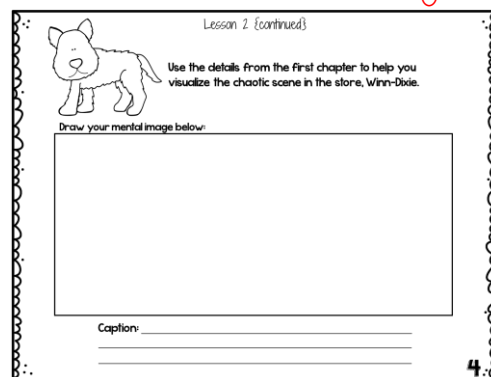 Lesson 2 {continued}
Use the details from the first chapter to help you
visualize the chaotic scene in the store, Winn-Dixie.
Draw your mental image below:
Caption:
4